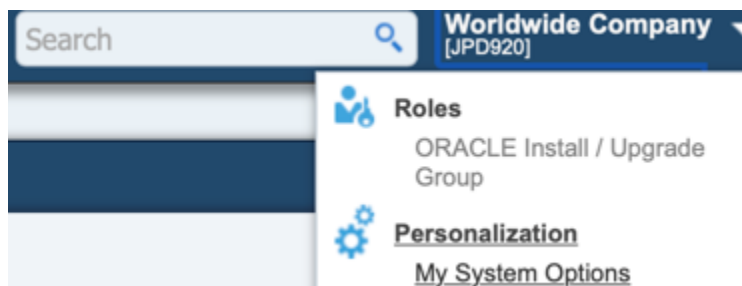 Search
Worldwide Company
[JPD920]
Roles
ORACLE Install / Upgrade
Group
Personalization
My System Options